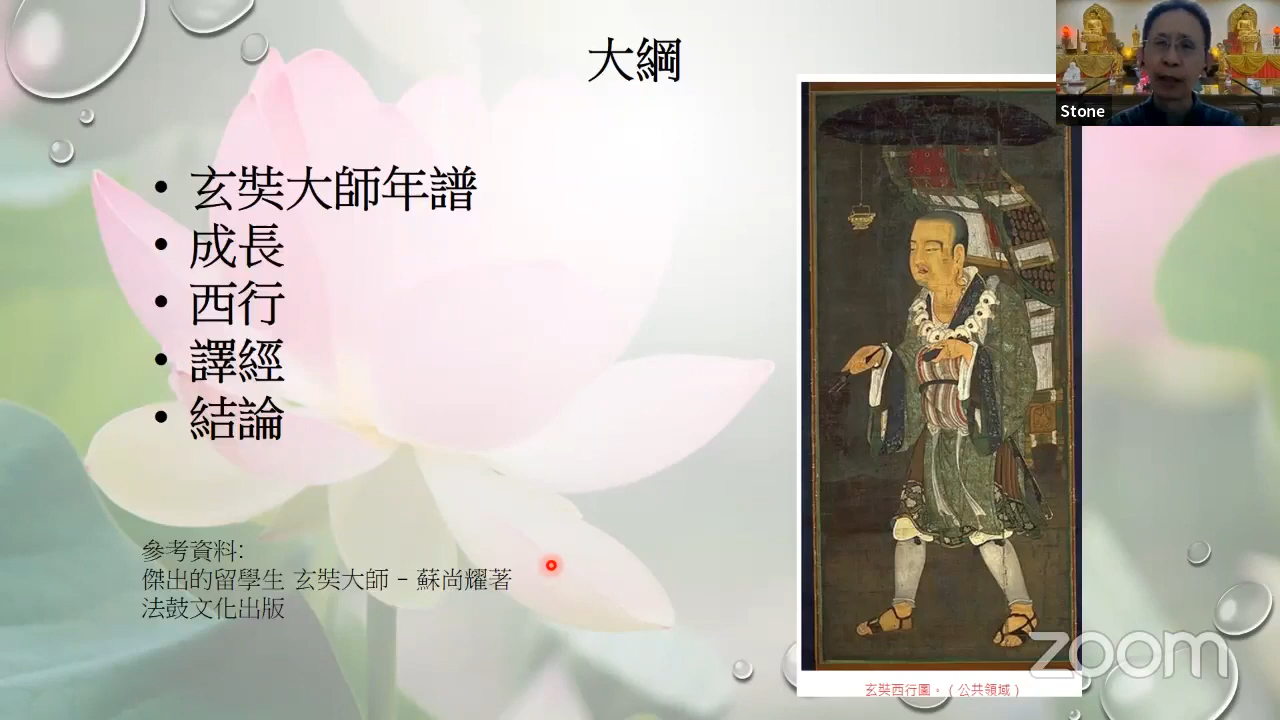 大綱
Stone
• 玄奘大師年譜
• 成長
• 西行
• 譯經
• 結論
參考資料:
傑出的留學生 玄奘大師 – 蘇尚耀著
法鼓文化出版
zoom
玄奘西行圖。（公共領域）